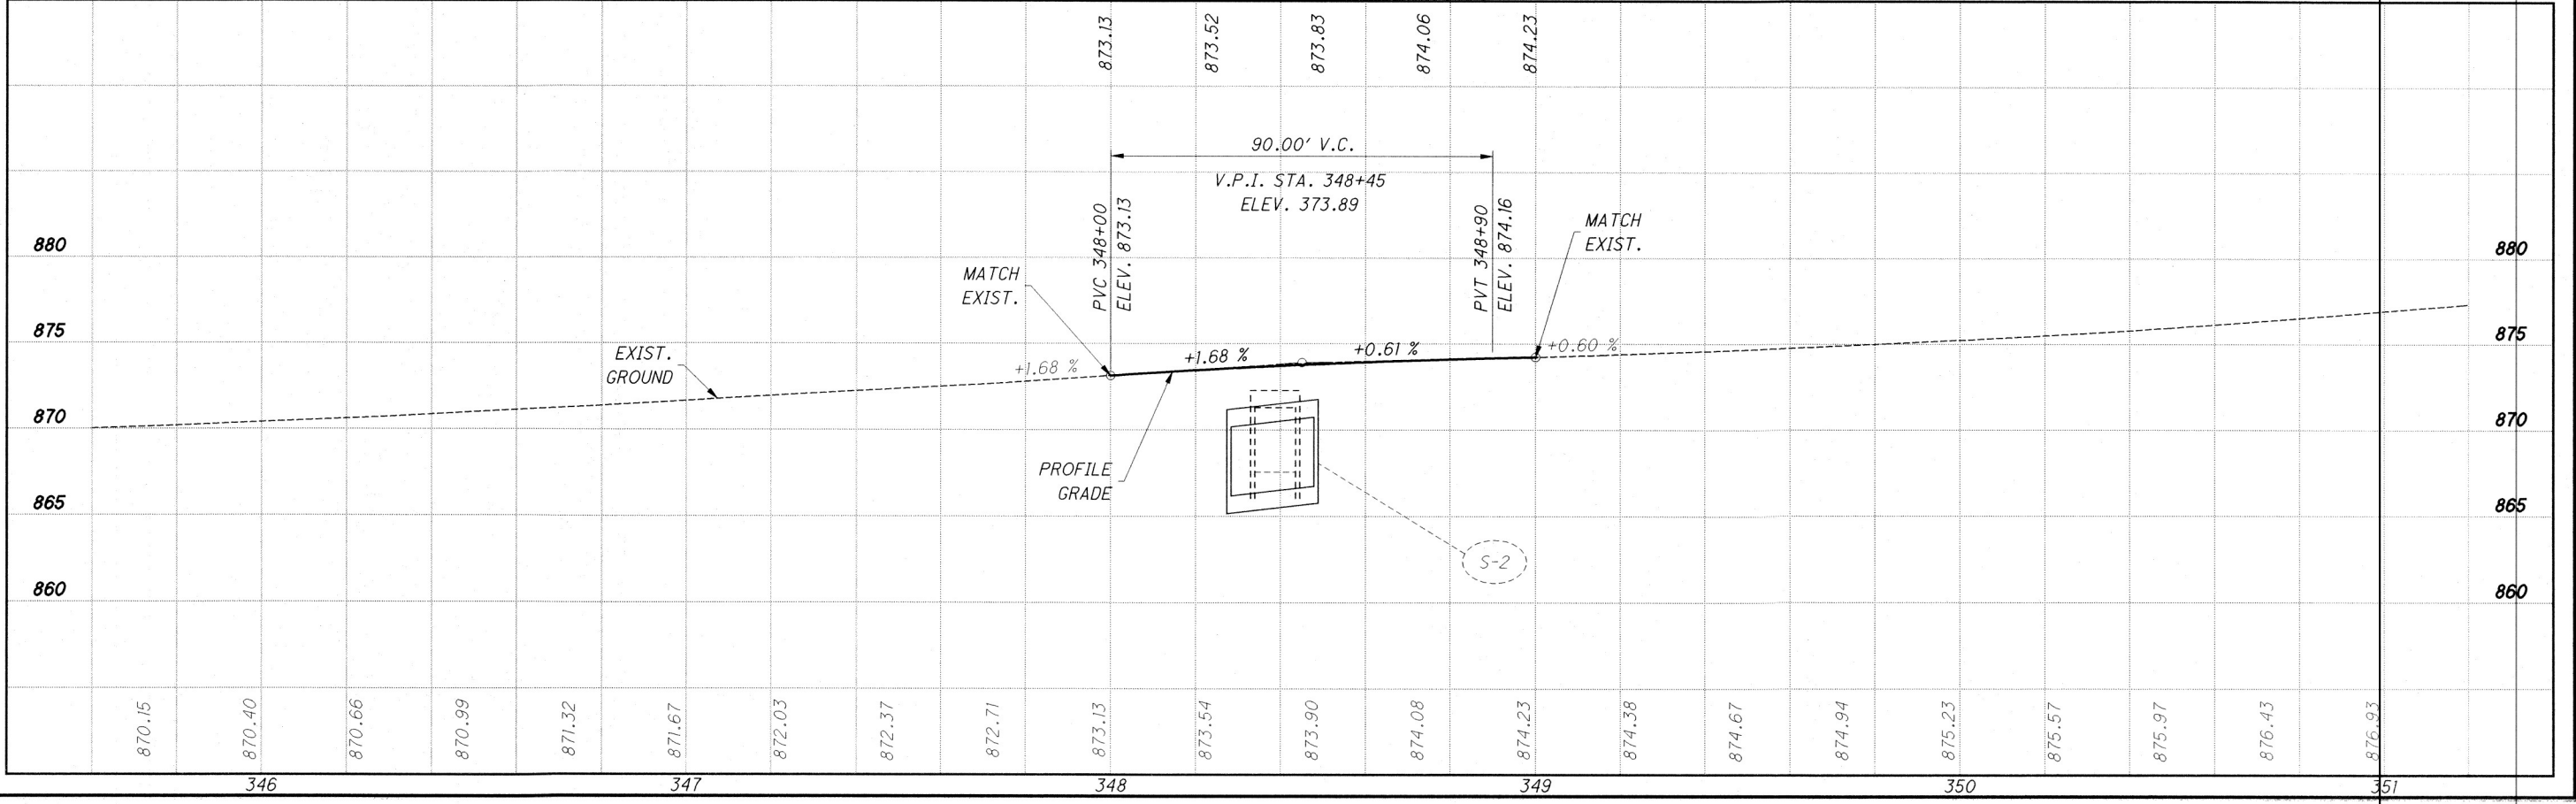 873.13
873.52
873.83
874.06
874.23
90.00' V.C.
V.P.I. STA. 348+45
ELEV. 373.89
PVC 348+00
ELEV. 873.13
PVT 348+90
ELEV. 874.16
MATCH
EXIST.
MATCH
EXIST.
880
880
875
875
EXIST.
GROUND
+1.68 %
+1.68 %
+0.61 %
+0.60 %
870
870
PROFILE
GRADE
865
865
S-2
860
860
870.15
870.40
870.66
870.99
871.32
871.67
872.03
872.37
872.71
873.13
873.54
873.90
874.08
874.23
874.38
874.67
874.94
875.23
875.57
875.97
876.43
876.93
346
347
348
349
350
351